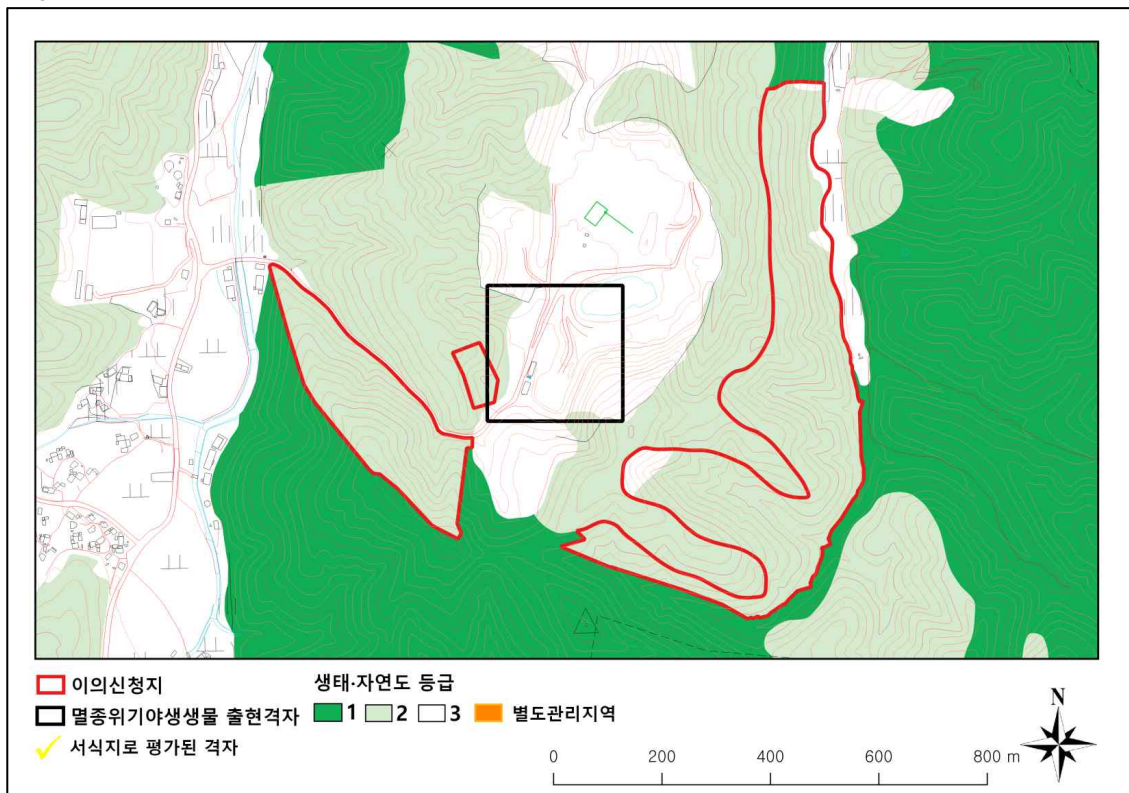 이의신청지
멸종위기야생생물 출현격자
서식지로 평가된 격자
생태·자연도 등급
1 2 3 별도관리지역
N
0 200 400 600 800 m